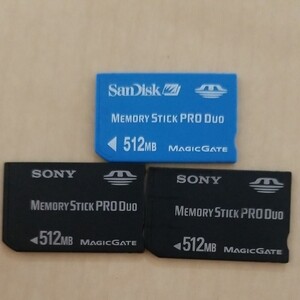 SanDisk
MEMORY STICK PRO DUO
512MB MAGICGATE
SONY
MEMORY STICK PRO DUO
512MB MAGICGATE
SONY
MEMORY STICK PRO DUO
512MB MAGICGATE